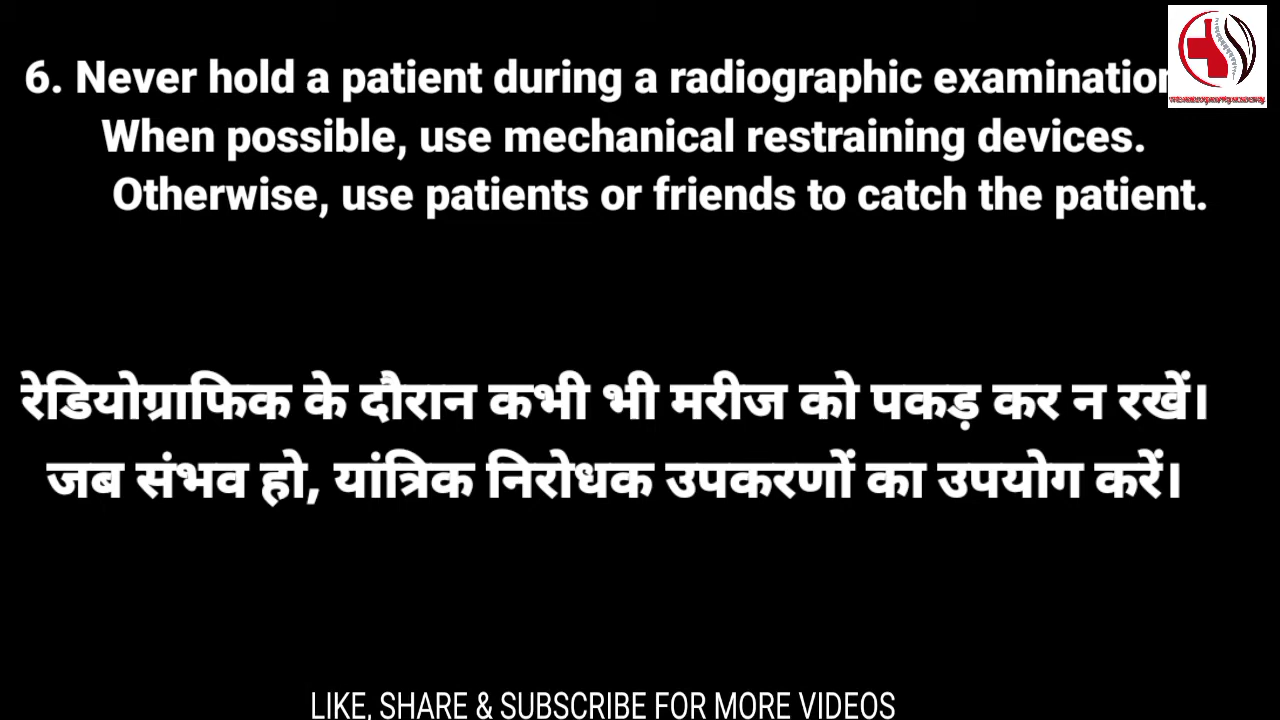 6. Never hold a patient during a radiographic examination
When possible, use mechanical restraining devices.
Otherwise, use patients or friends to catch the patient.
रेडियोग्राफिक के दौरान कभी भी मरीज को पकड़ कर न रखें।
जब संभव हो, यांत्रिक निरोधक उपकरणों का उपयोग करें।
LIKE, SHARE & SUBSCRIBE FOR MORE VIDEOS